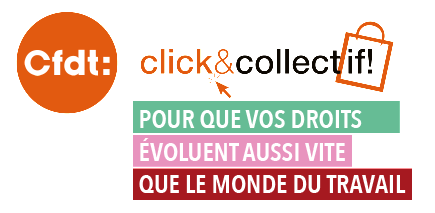 Cfdt:
click&collectif!
POUR QUE VOS DROITS
ÉVOLUENT AUSSI VITE
QUE LE MONDE DU TRAVAIL